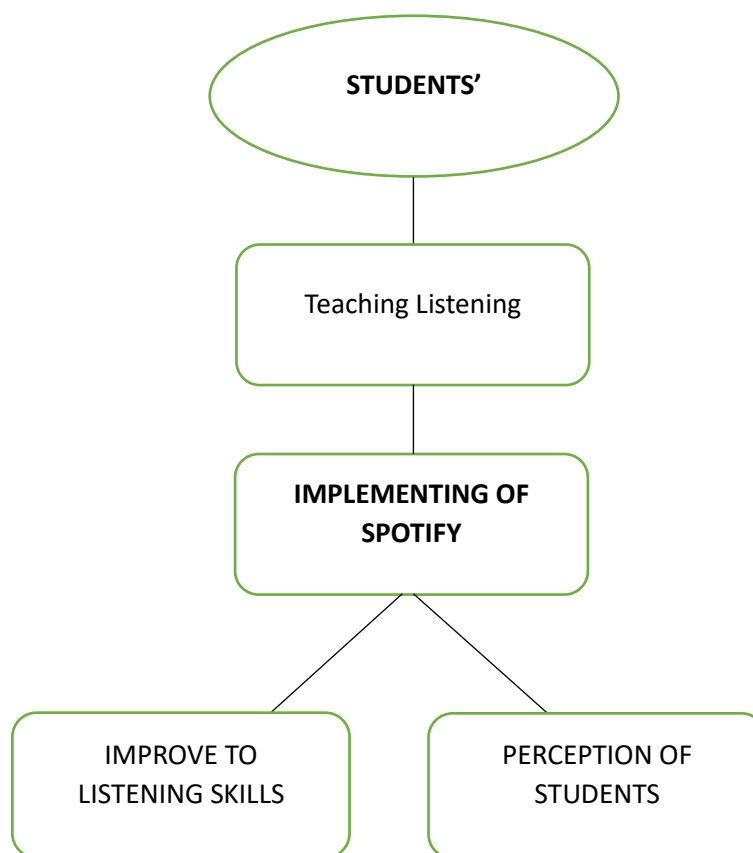 STUDENTS’
Teaching Listening
IMPLEMENTING OF
SPOTIFY
IMPROVE TO
LISTENING SKILLS
PERCEPTION OF
STUDENTS